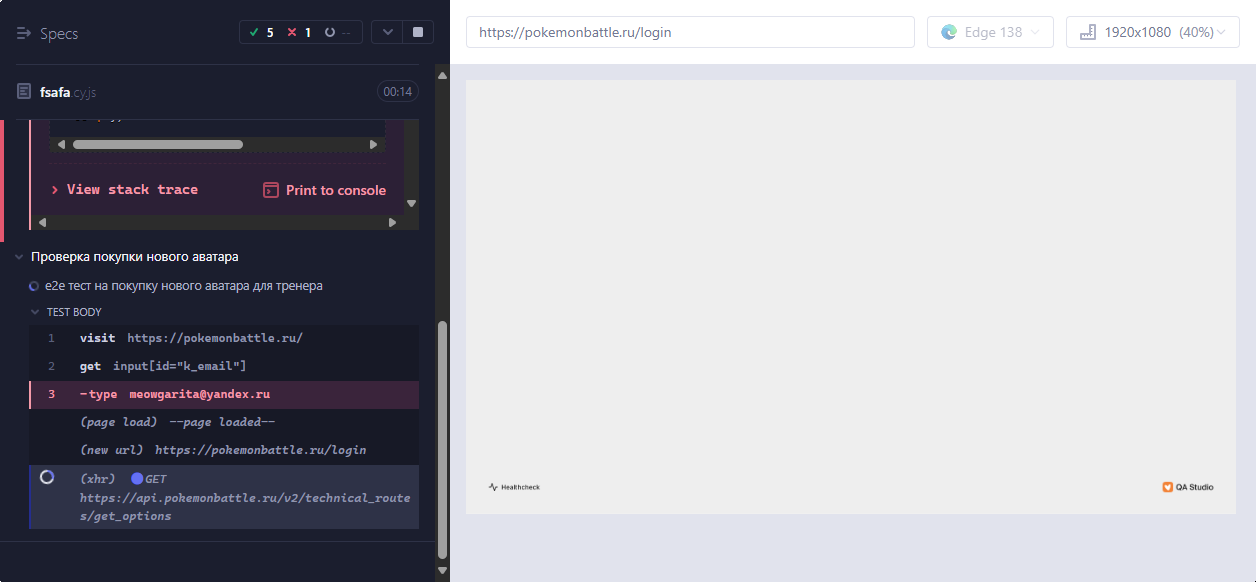 Specs
5 1 --
https://pokemonbattle.ru/login
Edge 138
1920x1080 (40%)
fsafa.cy.js
00:14
View stack trace
Print to console
Проверка покупки нового аватара
e2e тест на покупку нового аватара для тренера
TEST BODY
1 visit https://pokemonbattle.ru/
2 get input[id="k_email"]
3 -type meowgarita@yandex.ru
(page load) --page loaded--
(new url) https://pokemonbattle.ru/login
(xhr) GET
https://api.pokemonbattle.ru/v2/technical_route
s/get_options
Healthcheck
QA Studio